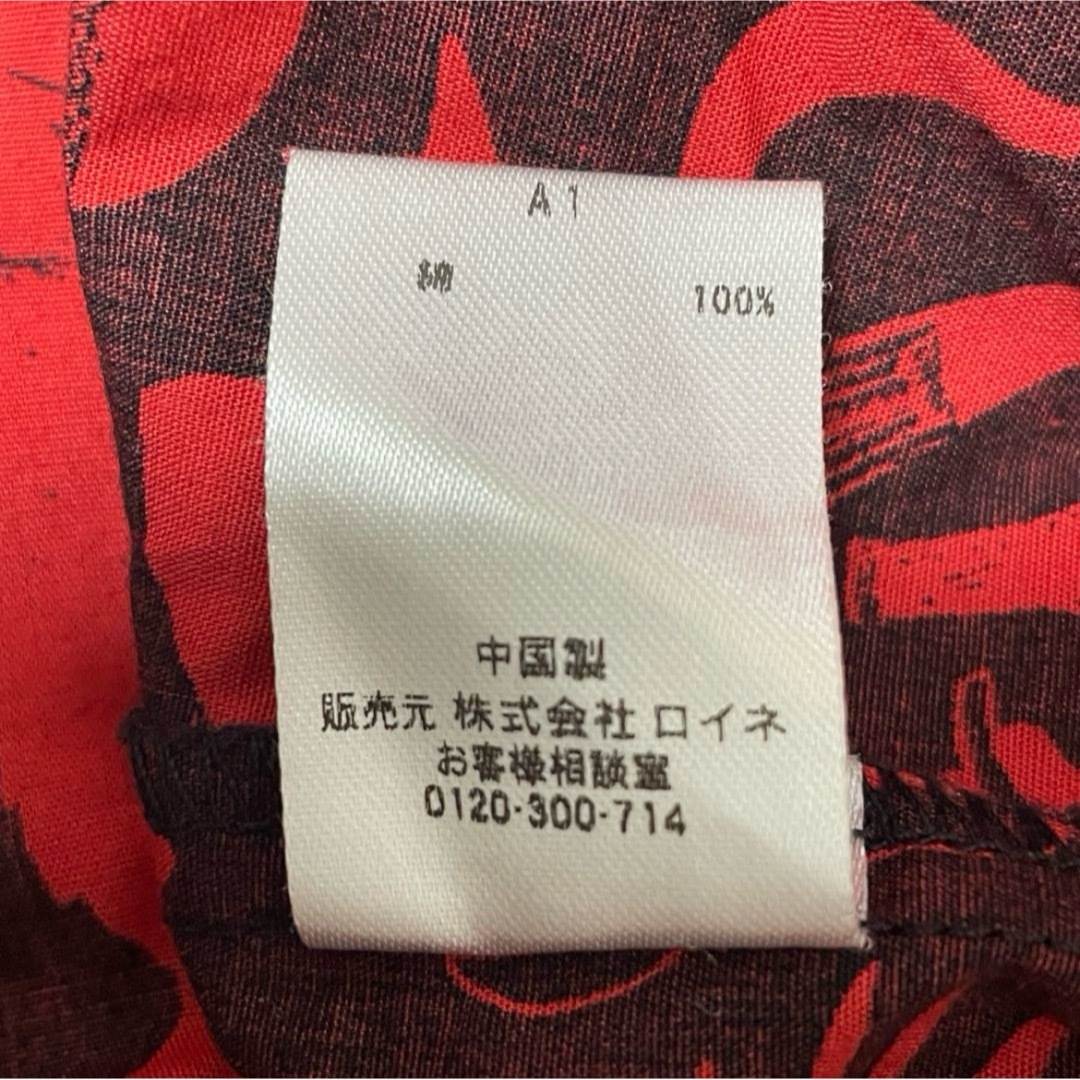 A1
綿 100%
中国製
販売元 株式会社 ロイネ
お客様相談室
0120-300-714